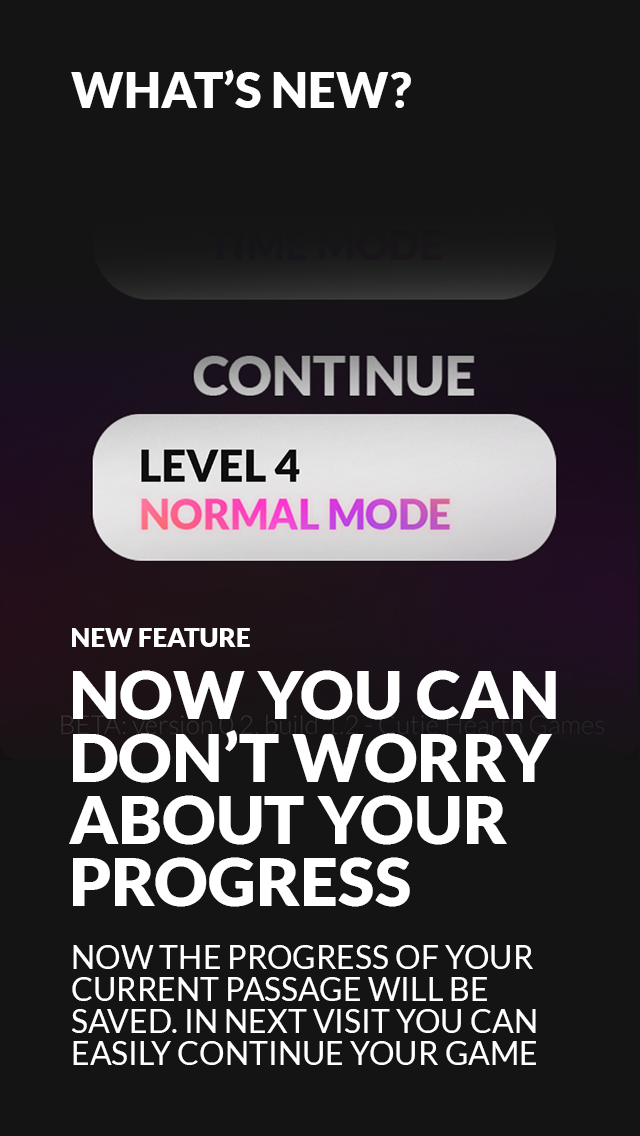 WHAT'S NEW?
TIME MODE
CONTINUE
LEVEL 4
NORMAL MODE
NEW FEATURE
NOW YOU CAN
BETA: version 0.2, build 1.2 - Cutie Hearth Games
DON'T WORRY
ABOUT YOUR
PROGRESS
NOW THE PROGRESS OF YOUR
CURRENT PASSAGE WILL BE
SAVED. IN NEXT VISIT YOU CAN
EASILY CONTINUE YOUR GAME